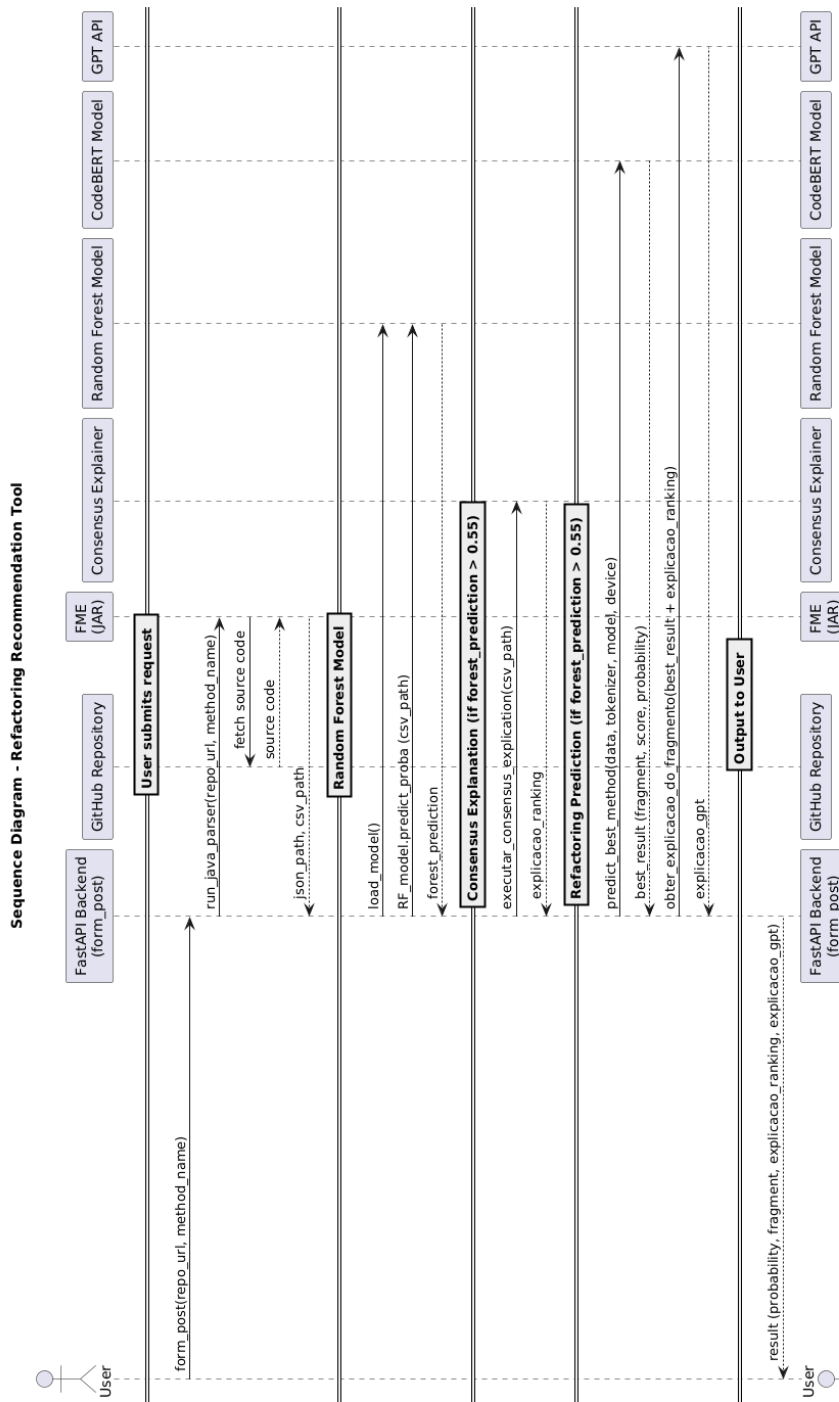 Sequence Diagram - Refactoring Recommendation Tool
User
FastAPI Backend
(form_post)
GitHub Repository
FME
(JAR)
Consensus Explainer
Random Forest Model
CodeBERT Model
GPT API
User submits request
form_post(repo_url, method_name)
run_java_parser(repo_url, method_name)
fetch source code
source code
json_path, csv_path
Random Forest Model
load_model()
RF_model.predict_proba (csv_path)
forest_prediction
Consensus Explanation (if forest_prediction > 0.55)
executar_consensus_explication(csv_path)
explicacao_ranking
Refactoring Prediction (if forest_prediction > 0.55)
predict_best_method(data, tokenizer, model, device)
best_result (fragment, score, probability)
obter_explicacao_do_fragmento(best_result + explicacao_ranking)
explicacao_gpt
Output to User
result (probability, fragment, explicacao_ranking, explicacao_gpt)
User
FastAPI Backend
(form_post)
GitHub Repository
FME
(JAR)
Consensus Explainer
Random Forest Model
CodeBERT Model
GPT API